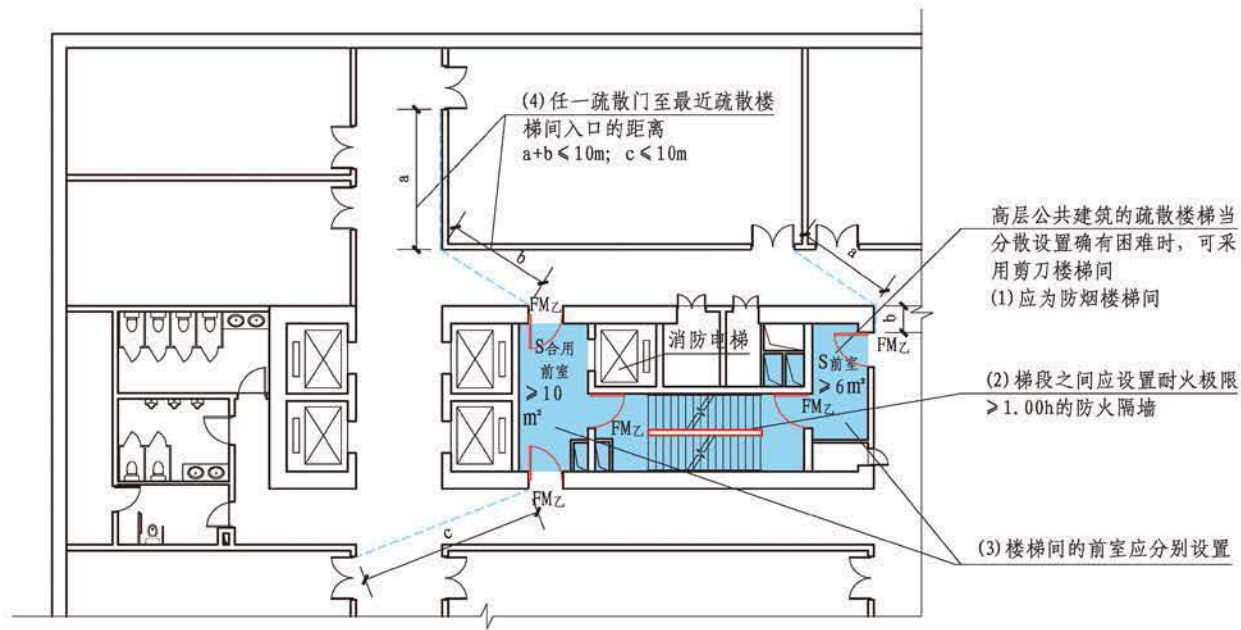 (4)任一疏散门至最近疏散楼
梯间入口的距离
a+b≤10m; c≤10m
a
b
a
b
高层公共建筑的疏散楼梯当
分散设置确有困难时，可采
用剪刀楼梯间
(1)应为防烟楼梯间
FM乙
消防电梯
S合用
前室
≥10
m²
S前室
≥6m²
FM乙
FM乙
FM乙
(2)梯段之间应设置耐火极限
≥1.00h的防火隔墙
FM乙
c
(3)楼梯间的前室应分别设置